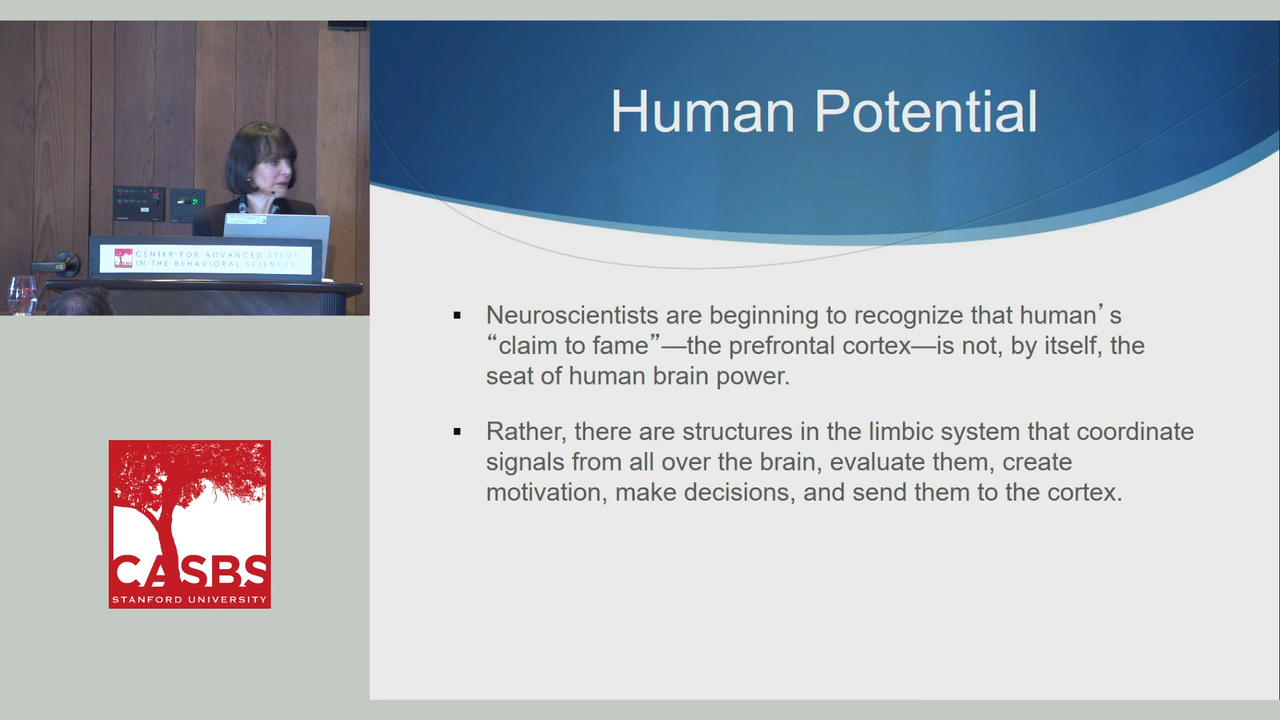 Human Potential
▪ Neuroscientists are beginning to recognize that human’s
“claim to fame”—the prefrontal cortex—is not, by itself, the
seat of human brain power.
▪ Rather, there are structures in the limbic system that coordinate
signals from all over the brain, evaluate them, create
motivation, make decisions, and send them to the cortex.
CENTER FOR ADVANCED STUDY
IN THE BEHAVIORAL SCIENCES
CASBS
STANFORD UNIVERSITY